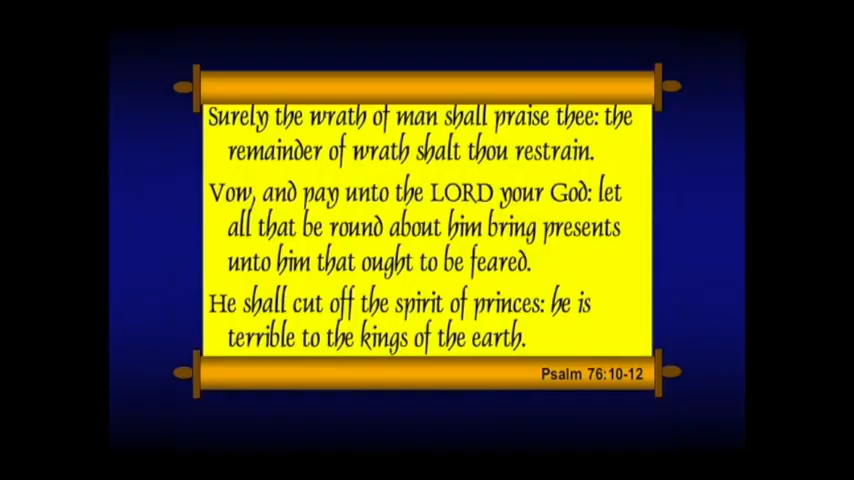 Surely the wrath of man shall praise thee: the
remainder of wrath shalt thou restrain.
Vow, and pay unto the LORD your God: let
all that be round about him bring presents
unto him that ought to be feared.
He shall cut off the spirit of princes: he is
terrible to the kings of the earth.
Psalm 76:10-12